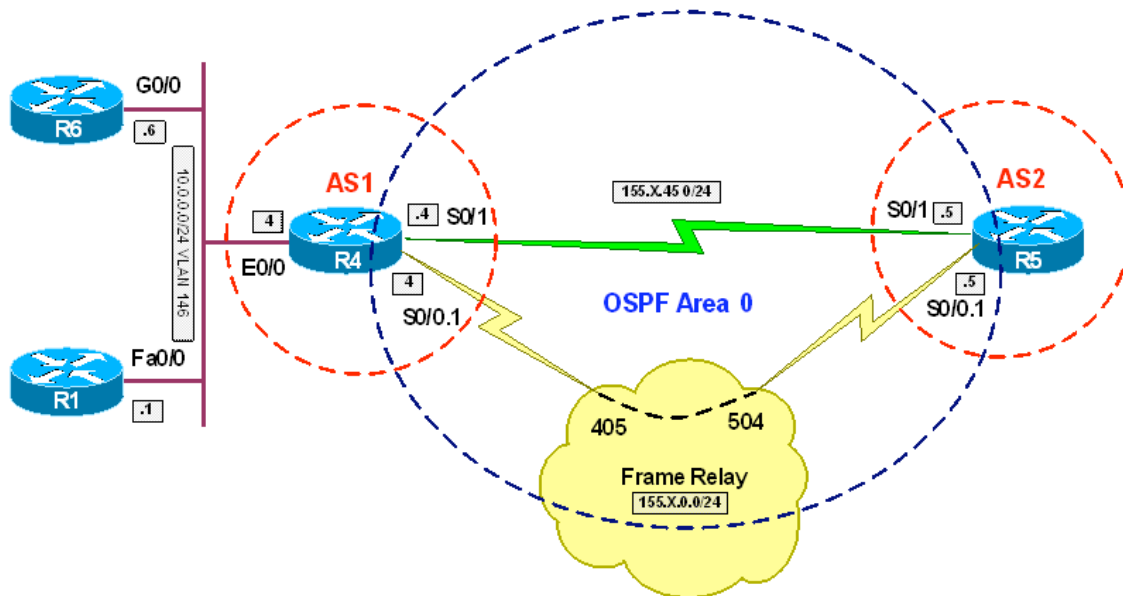 G0/0
R6
.6
10.0.0.0/24 VLAN 146
AS1
155.X.45 0/24
AS2
4
.4
S0/1
S0/1
.5
R4
R5
E0/0
4
S0/0.1
OSPF Area 0
.5
S0/0.1
Fa0/0
R1
.1
405
504
Frame Relay
155.X.0.0/24